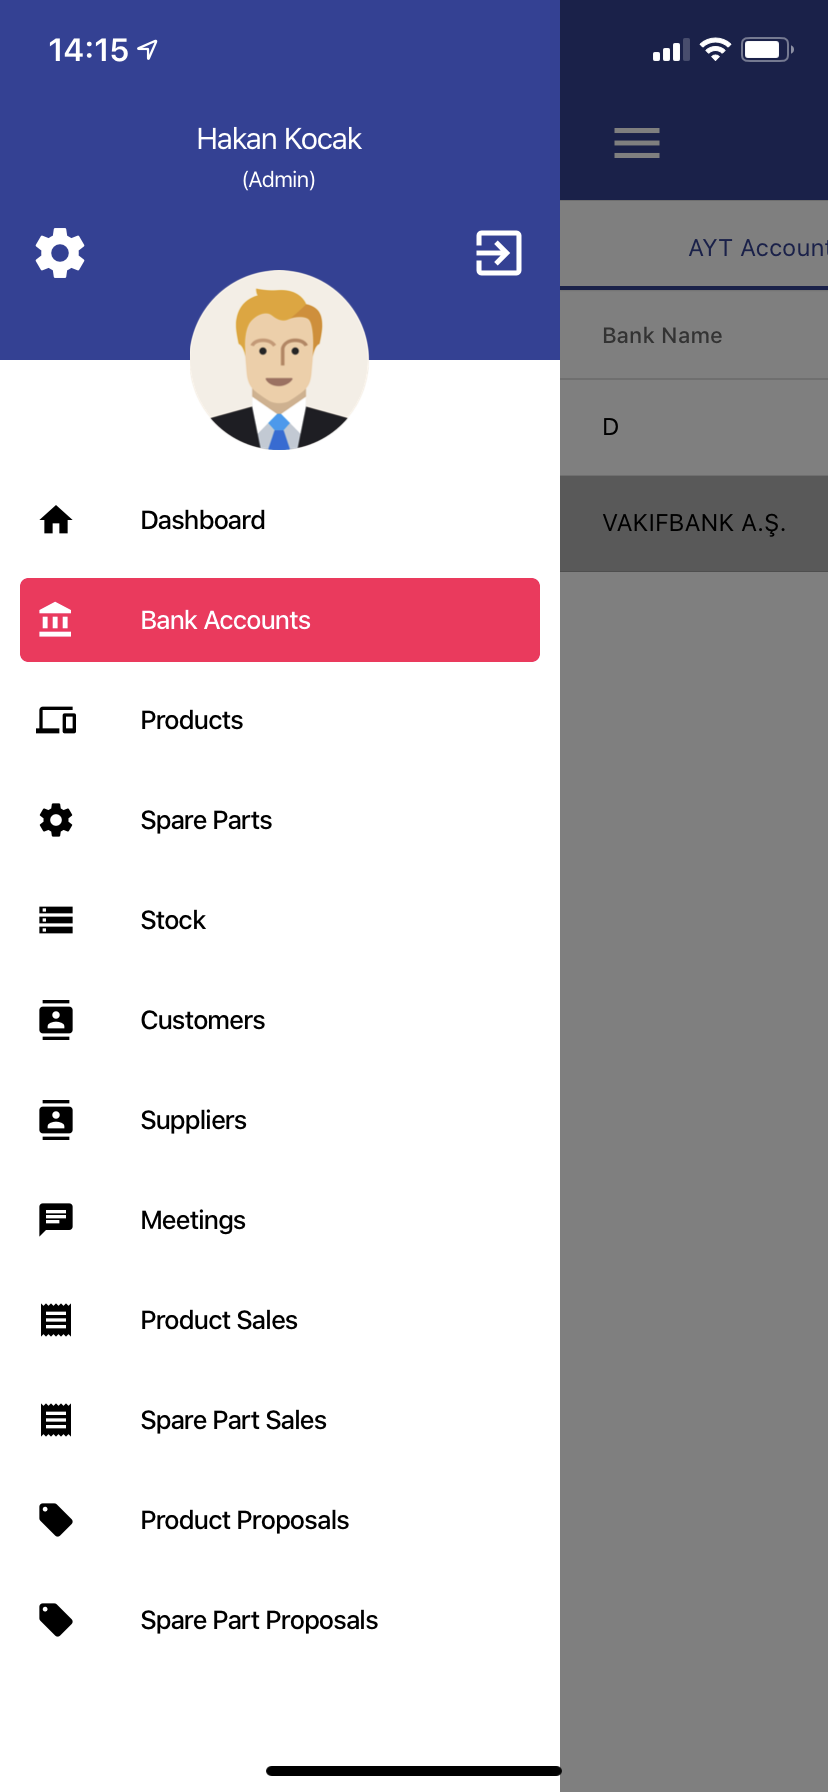 14:15
Hakan Kocak
(Admin)
Dashboard
Bank Accounts
Products
Spare Parts
Stock
Customers
Suppliers
Meetings
Product Sales
Spare Part Sales
Product Proposals
Spare Part Proposals
AYT Account
Bank Name
D
VAKIFBANK A.Ş.